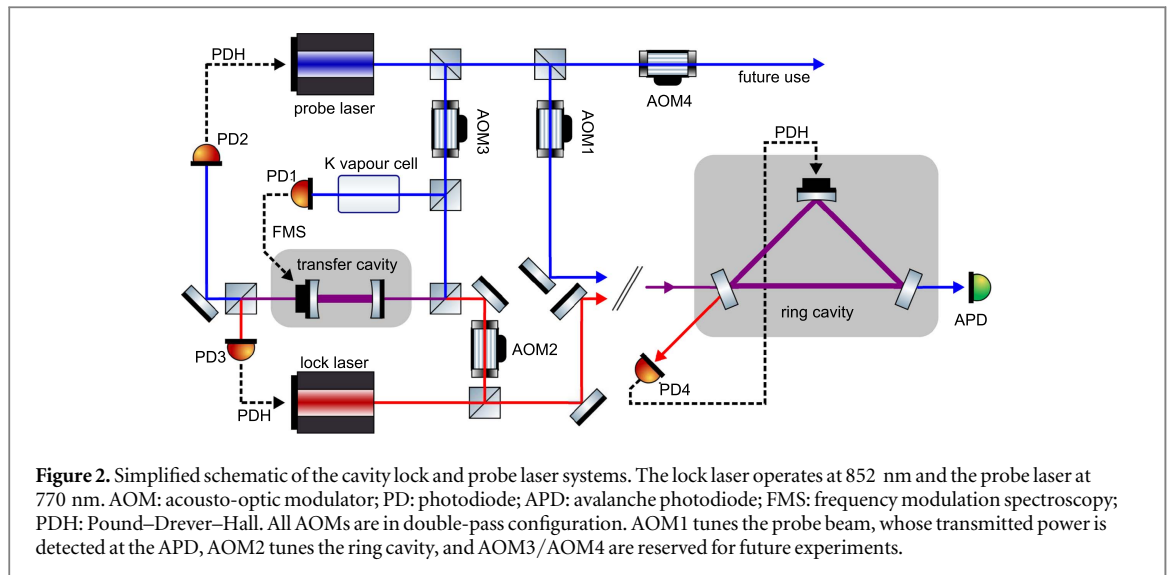 PDH
probe laser
future use
AOM4
AOM3
AOM1
PD2
K vapour cell
PD1
FMS
PDH
transfer cavity
ring cavity
APD
PD3
AOM2
lock laser
PD4
PDH
Figure 2. Simplified schematic of the cavity lock and probe laser systems. The lock laser operates at 852 nm and the probe laser at
770 nm. AOM: acousto-optic modulator; PD: photodiode; APD: avalanche photodiode; FMS: frequency modulation spectroscopy;
PDH: Pound–Drever–Hall. All AOMs are in double-pass configuration. AOM1 tunes the probe beam, whose transmitted power is
detected at the APD, AOM2 tunes the ring cavity, and AOM3/AOM4 are reserved for future experiments.